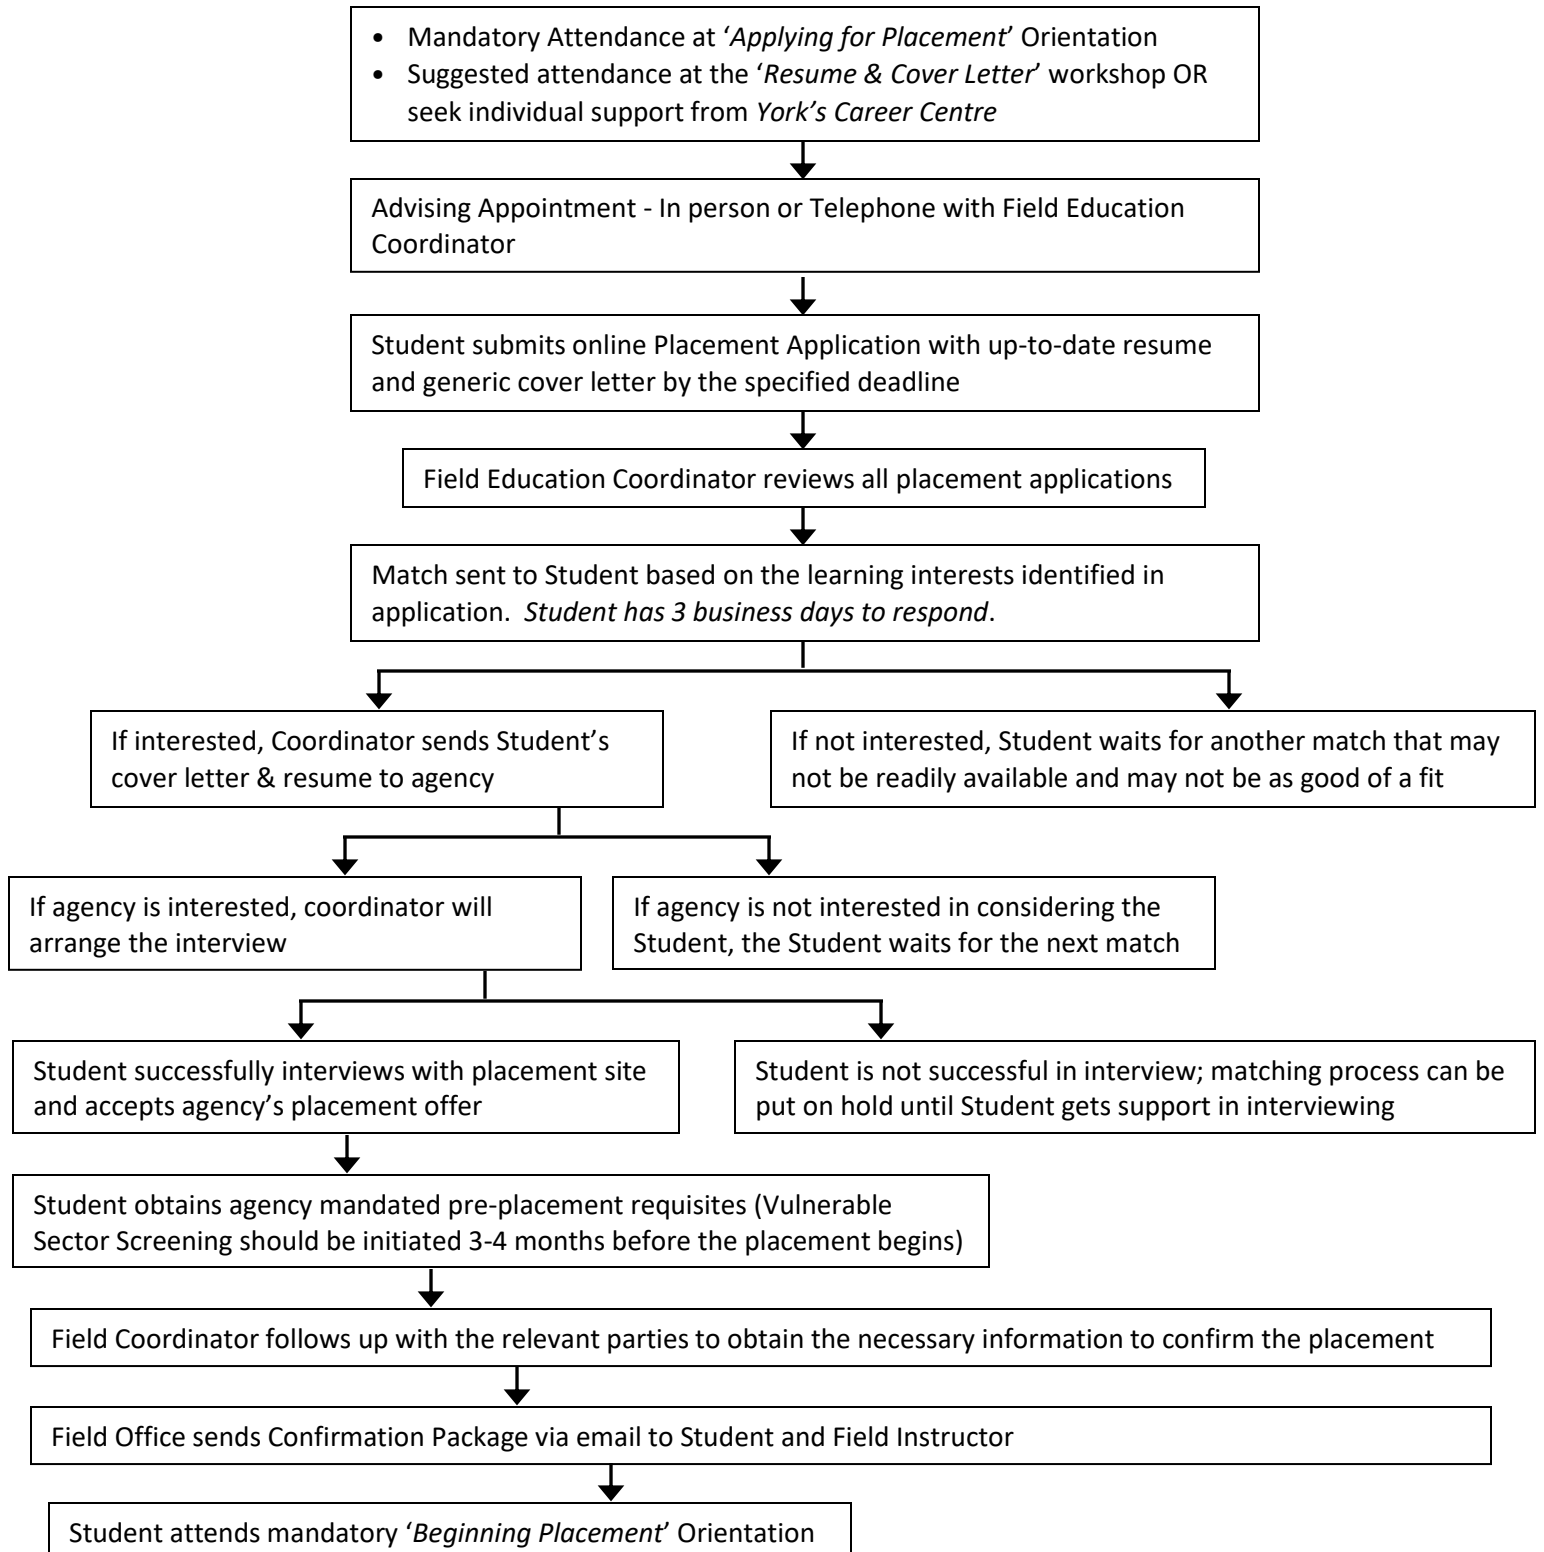 • Mandatory Attendance at ‘Applying for Placement’ Orientation
• Suggested attendance at the ‘Resume & Cover Letter’ workshop OR
seek individual support from York’s Career Centre
Advising Appointment - In person or Telephone with Field Education
Coordinator
Student submits online Placement Application with up-to-date resume
and generic cover letter by the specified deadline
Field Education Coordinator reviews all placement applications
Match sent to Student based on the learning interests identified in
application.  Student has 3 business days to respond.
If interested, Coordinator sends Student’s
cover letter & resume to agency
If not interested, Student waits for another match that may
not be readily available and may not be as good of a fit
If agency is interested, coordinator will
arrange the interview
If agency is not interested in considering the
Student, the Student waits for the next match
Student successfully interviews with placement site
and accepts agency’s placement offer
Student is not successful in interview; matching process can be
put on hold until Student gets support in interviewing
Student obtains agency mandated pre-placement requisites (Vulnerable
Sector Screening should be initiated 3-4 months before the placement begins)
Field Coordinator follows up with the relevant parties to obtain the necessary information to confirm the placement
Field Office sends Confirmation Package via email to Student and Field Instructor
Student attends mandatory ‘Beginning Placement’ Orientation